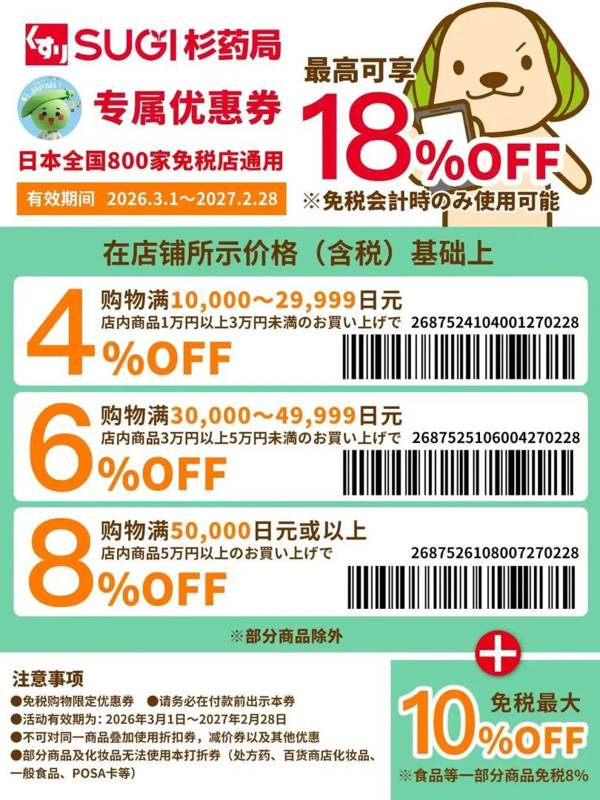 くすり SUGI 杉药局
JAPAN
专属优惠券
日本全国800家免税店通用
有效期间 2026.3.1～2027.2.28
最高可享
18%OFF
※免税会計時のみ使用可能
在店铺所示价格（含税）基础上
4%OFF
购物满10,000～29,999日元
店内商品1万円以上3万円未満のお買い上げで 2687524104001270228
6%OFF
购物满30,000～49,999日元
店内商品3万円以上5万円未満のお買い上げで 2687525106004270228
8%OFF
购物满50,000日元或以上
店内商品5万円以上のお買い上げで 2687526108007270228
※部分商品除外
注意事项
●免税购物限定优惠券 ●请务必在付款前出示本券
●活动有效期为：2026年3月1日～2027年2月28日
●不可对同一商品叠加使用折扣券，减价券以及其他优惠
●部分商品及化妆品无法使用本打折券（处方药、百货商店化妆品、
一般食品、POSA卡等）
+
免税最大
10%OFF
※食品等一部分商品免税8%